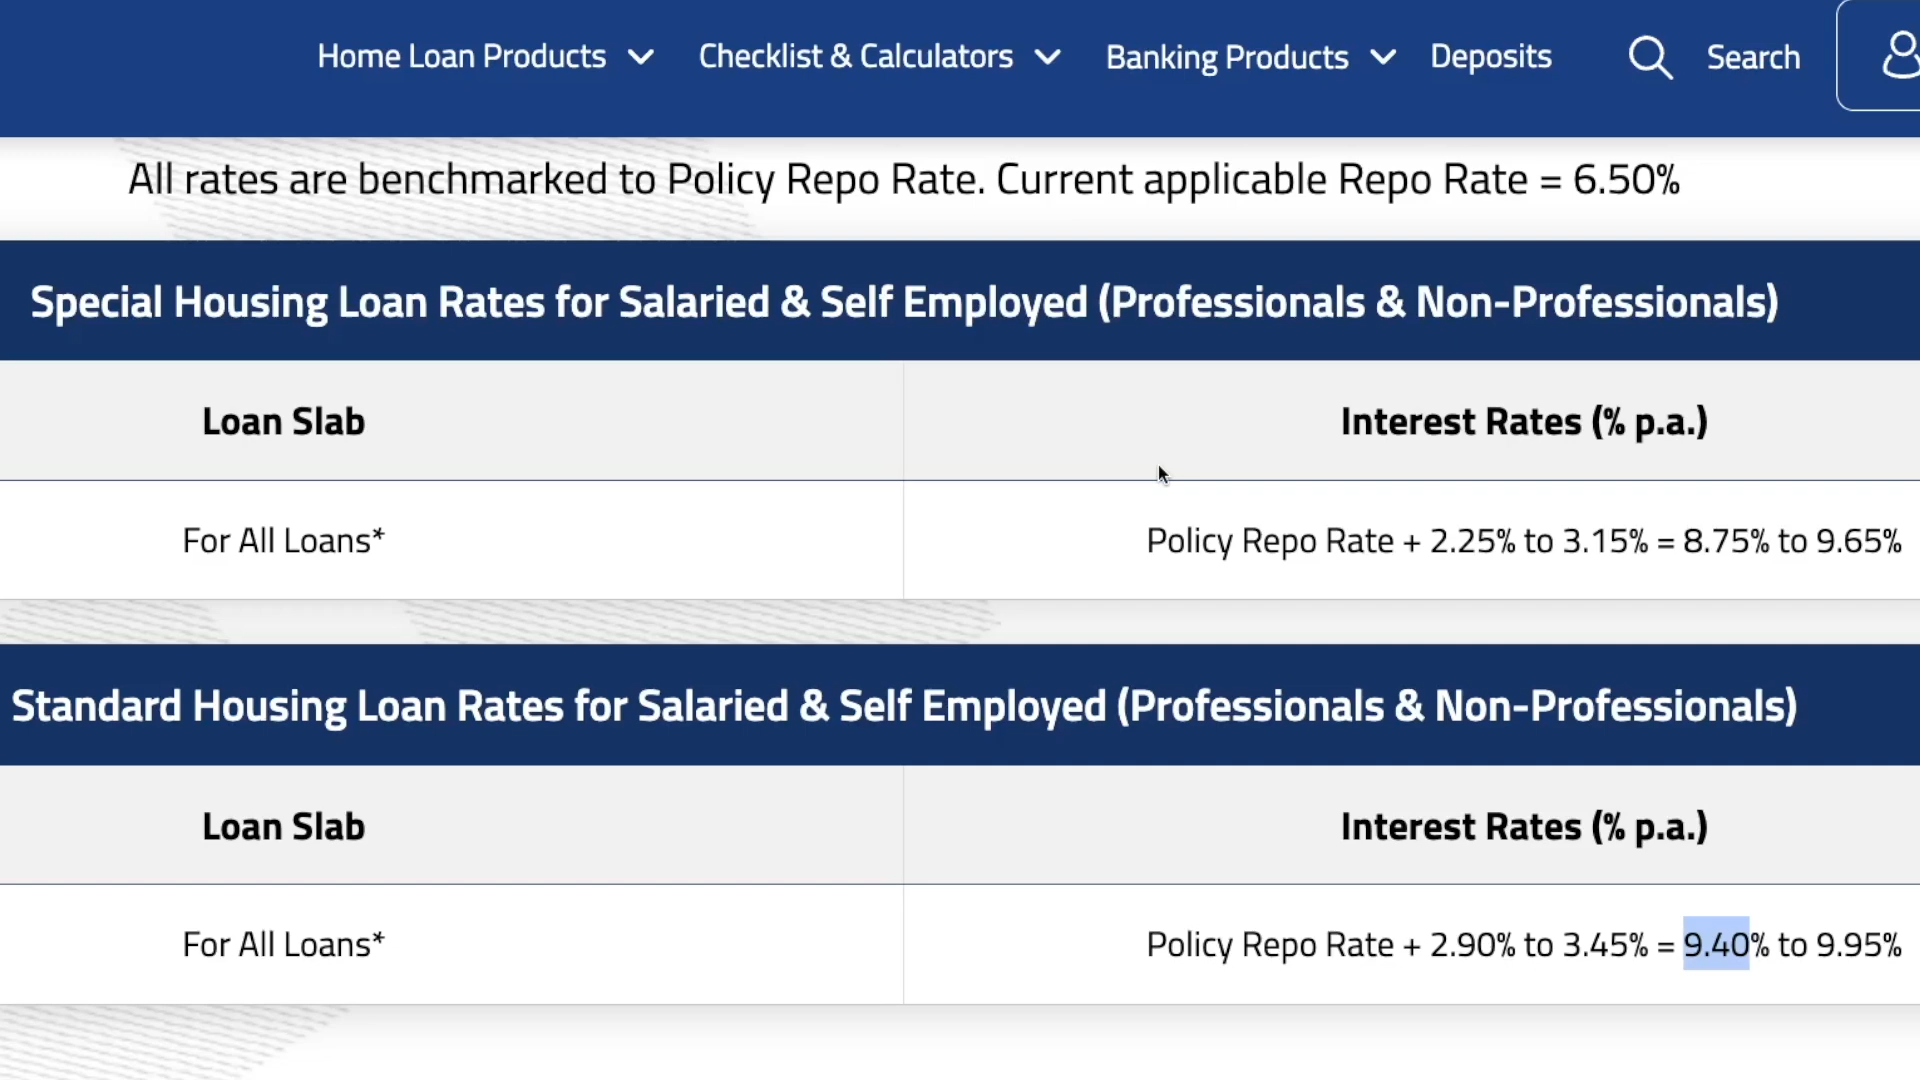 Home Loan Products Checklist & Calculators Banking Products Deposits Search
All rates are benchmarked to Policy Repo Rate. Current applicable Repo Rate = 6.50%
Special Housing Loan Rates for Salaried & Self Employed (Professionals & Non-Professionals)
Loan Slab Interest Rates (% p.a.)
For All Loans* Policy Repo Rate + 2.25% to 3.15% = 8.75% to 9.65%
Standard Housing Loan Rates for Salaried & Self Employed (Professionals & Non-Professionals)
Loan Slab Interest Rates (% p.a.)
For All Loans* Policy Repo Rate + 2.90% to 3.45% = 9.40% to 9.95%